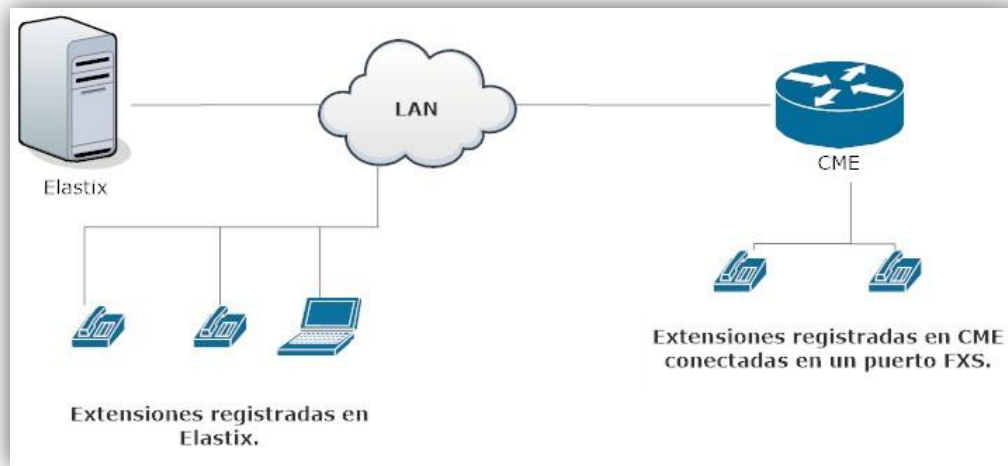 LAN
Elastix
CME
Extensiones registradas en CME
conectadas en un puerto FXS.
Extensiones registradas en
Elastix.